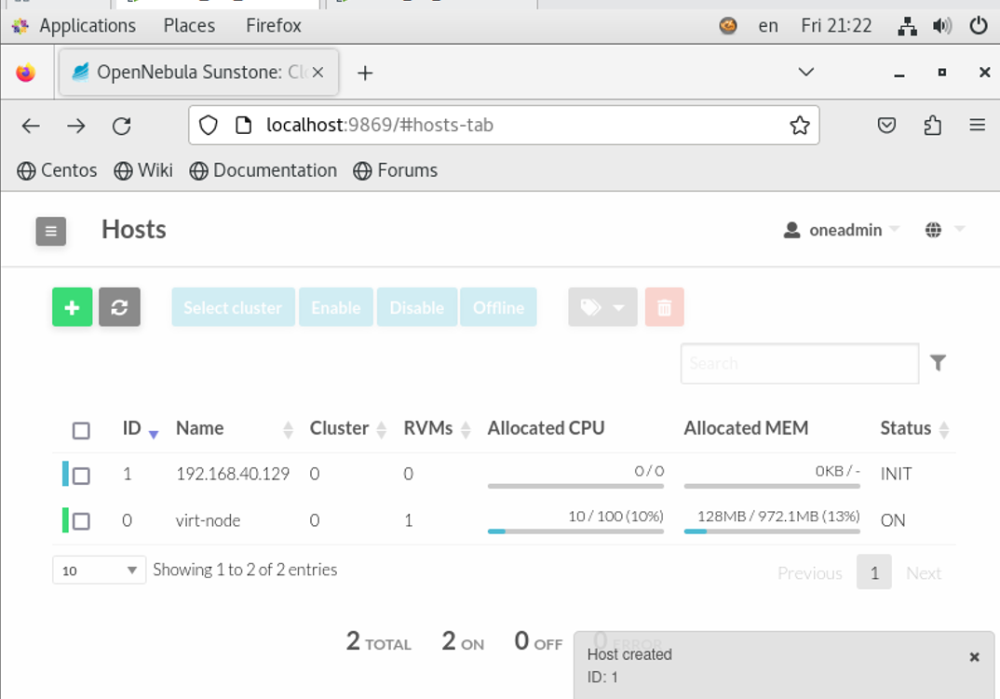 Applications Places Firefox en Fri 21:22
OpenNebula Sunstone: Cl
localhost:9869/#hosts-tab
Centos Wiki Documentation Forums
Hosts oneadmin
Select cluster Enable Disable Offline
Search
ID Name Cluster RVMs Allocated CPU Allocated MEM Status
1 192.168.40.129 0 0 0 / 0 0KB / - INIT
0 virt-node 0 1 10 / 100 (10%) 128MB / 972.1MB (13%) ON
10 Showing 1 to 2 of 2 entries Previous 1 Next
2 TOTAL 2 ON 0 OFF 0 ERROR
Host created
ID: 1